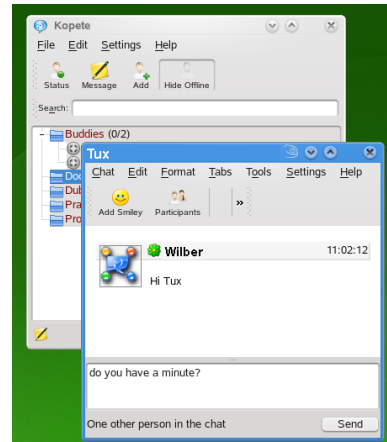 Kopete
File Edit Settings Help
Status Message Add Hide Offline
Search:
Buddies (0/2)
Tux
Chat Edit Format Tabs Tools Settings Help
Add Smiley Participants »
Wilber 11:02:12
Hi Tux
do you have a minute?
One other person in the chat Send